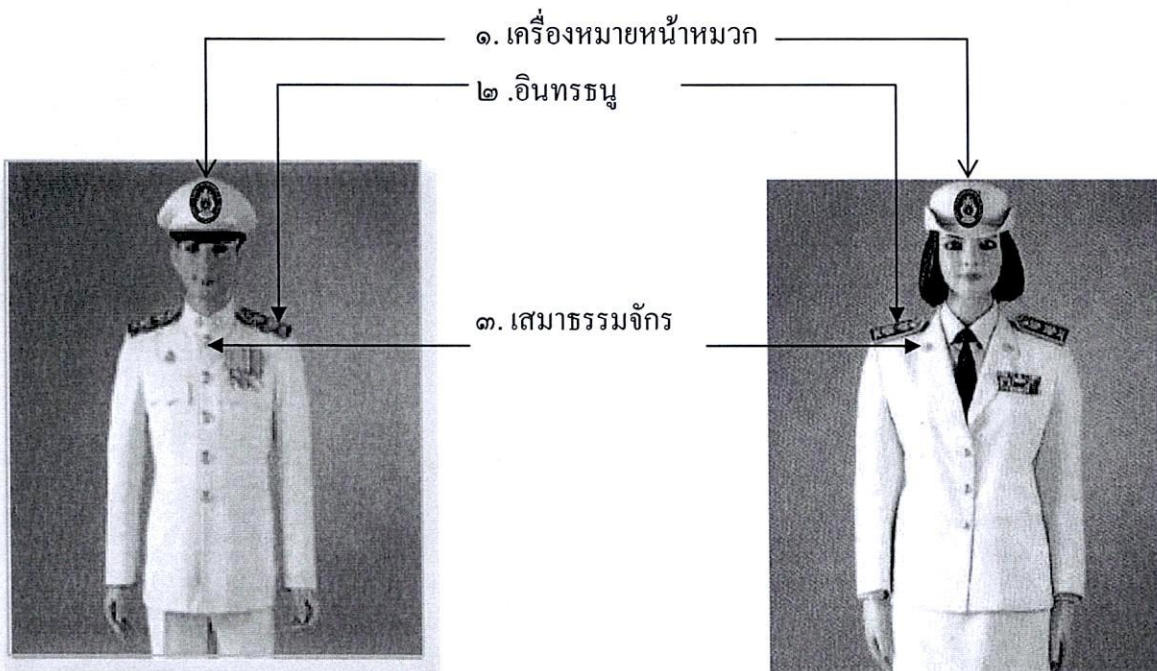 ๑. เครื่องหมายหน้าหมวก
๒ .อินทรธนู
๓. เสมาธรรมจักร